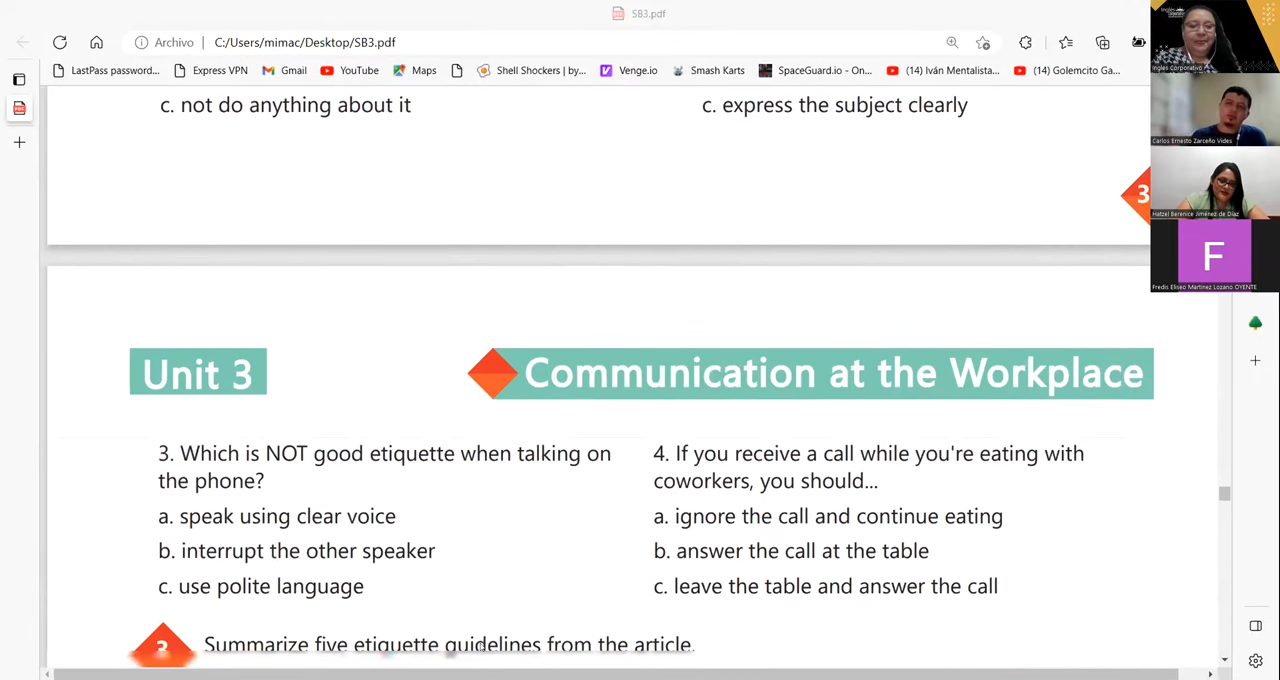 SB3.pdf
Archivo C:/Users/mimac/Desktop/SB3.pdf
LastPass password... Express VPN Gmail YouTube Maps Shell Shockers | by... Venge.io Smash Karts SpaceGuard.io - On... (14) Iván Mentalista... (14) Golemcito Ga...
c. not do anything about it
c. express the subject clearly
3
Unit 3
Communication at the Workplace
3. Which is NOT good etiquette when talking on
the phone?
a. speak using clear voice
b. interrupt the other speaker
c. use polite language
4. If you receive a call while you're eating with
coworkers, you should...
a. ignore the call and continue eating
b. answer the call at the table
c. leave the table and answer the call
3 Summarize five etiquette guidelines from the article.
Inglés Corporativo
Carlos Ernesto Zarceño Vides
Hatzel Berenice Jiménez de Díaz
F
Fredis Eliseo Martinez Lozano OYENTE